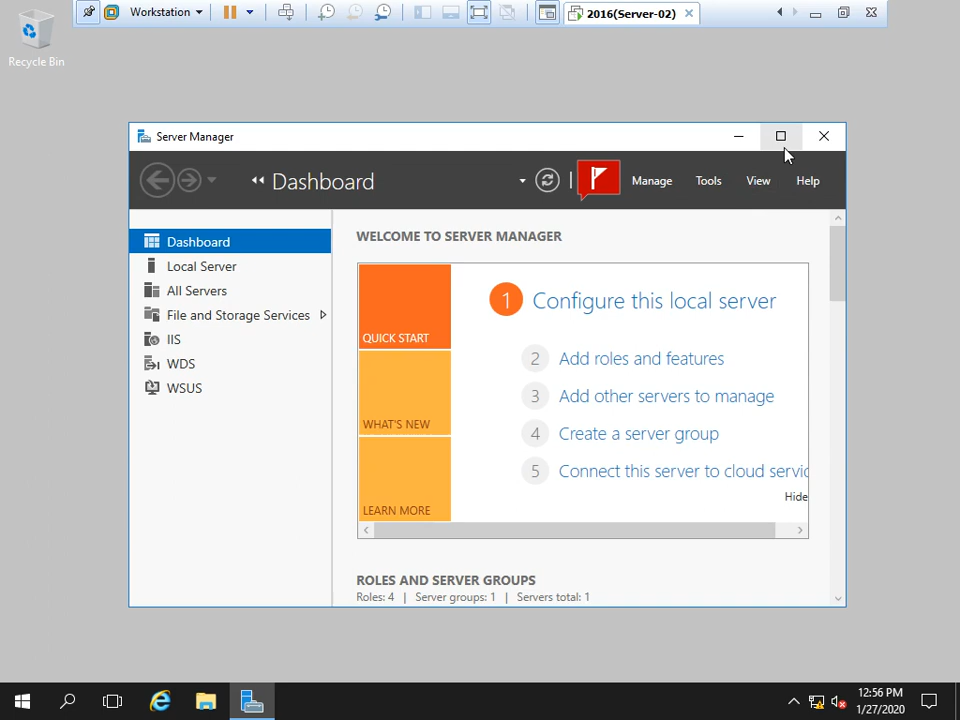 Workstation
2016(Server-02)
Recycle Bin
Server Manager
Dashboard
Manage Tools View Help
Dashboard
Local Server
All Servers
File and Storage Services
IIS
WDS
WSUS
WELCOME TO SERVER MANAGER
QUICK START
WHAT'S NEW
LEARN MORE
1 Configure this local server
2 Add roles and features
3 Add other servers to manage
4 Create a server group
5 Connect this server to cloud servic
Hide
ROLES AND SERVER GROUPS
Roles: 4 | Server groups: 1 | Servers total: 1
12:56 PM
1/27/2020